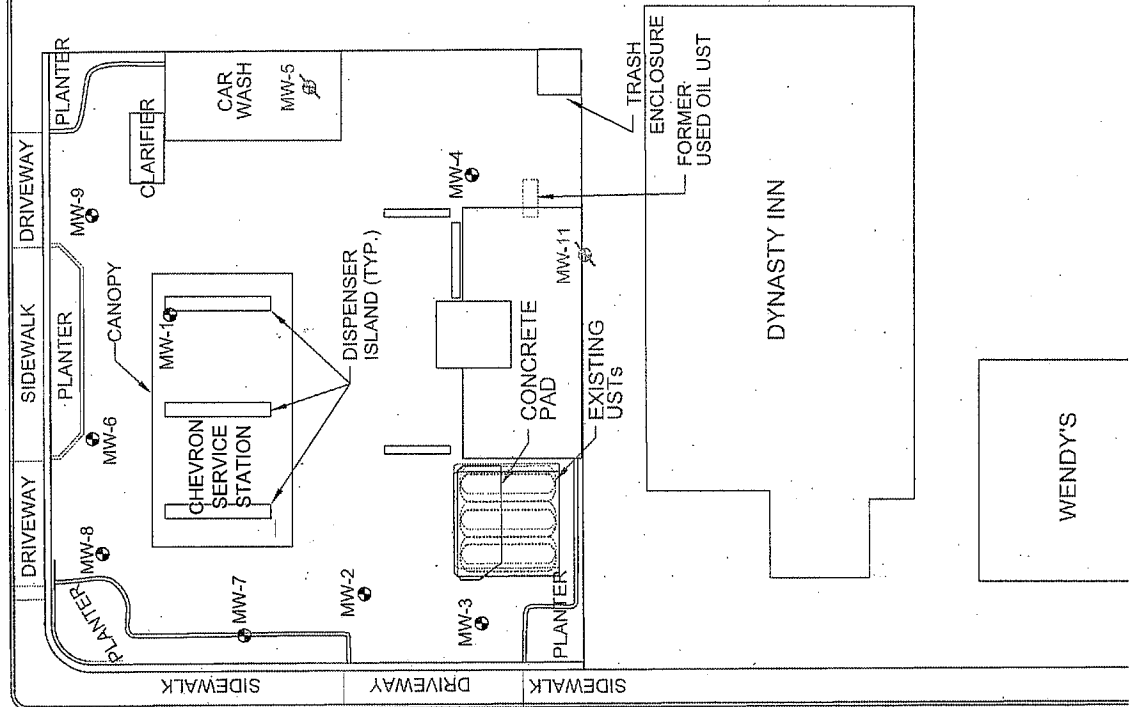 DRIVEWAY
SIDEWALK
DRIVEWAY
PLANTER
PLANTER
PLANTER
MW-8
MW-6
MW-9
CANOPY
CLARIFIER
CAR
WASH
MW-5
MW-1
CHEVRON
SERVICE
STATION
MW-7
MW-2
DISPENSER
ISLAND (TYP.)
MW-4
MW-3
CONCRETE
PAD
EXISTING
USTs
MW-11
PLANTER
TRASH
ENCLOSURE
FORMER
USED OIL UST
SIDEWALK
DRIVEWAY
SIDEWALK
DYNASTY INN
WENDY'S